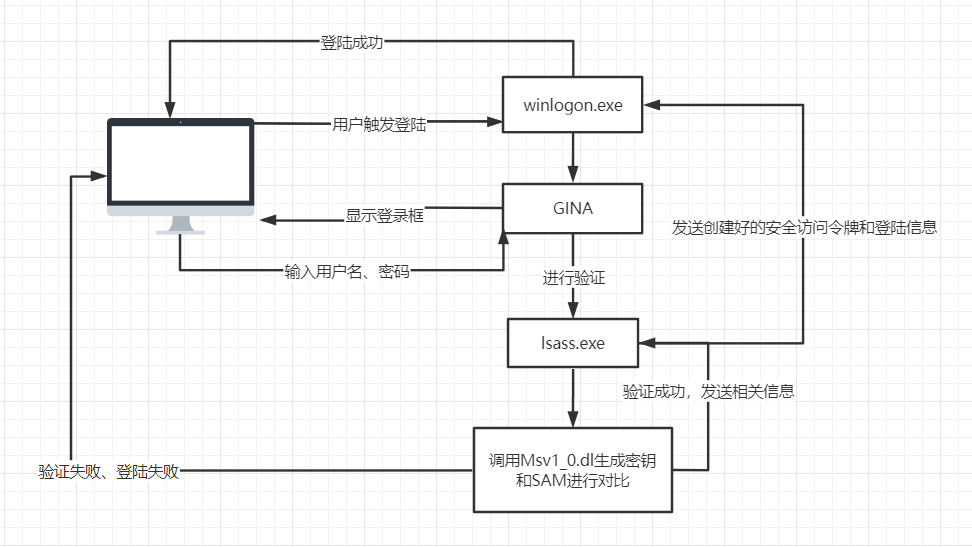 登陆成功
winlogon.exe
用户触发登陆
GINA
显示登录框
发送创建好的安全访问令牌和登陆信息
输入用户名、密码
进行验证
lsass.exe
验证成功，发送相关信息
调用Msv1_0.dl生成密钥
和SAM进行对比
验证失败、登陆失败